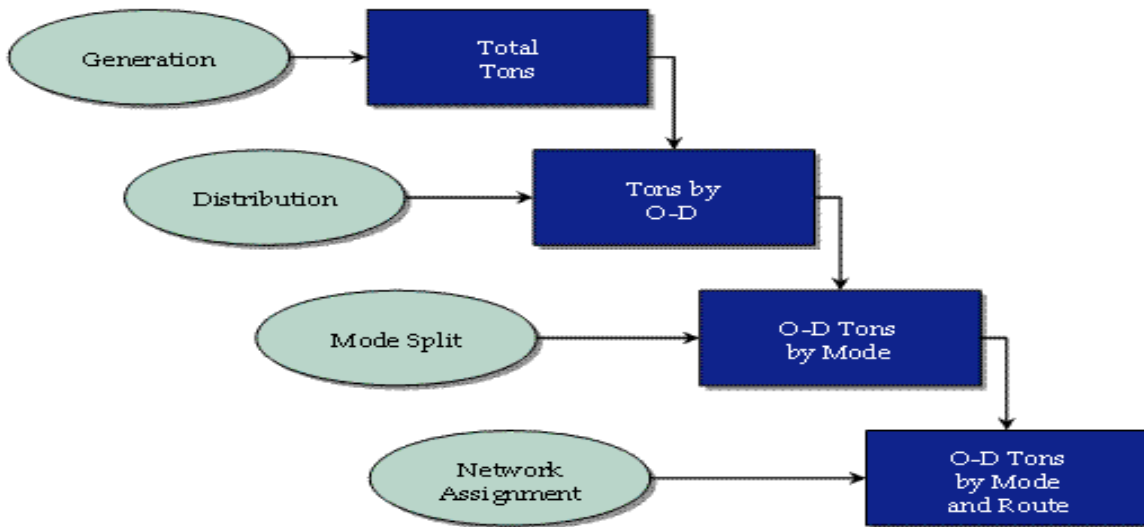 Generation
Total
Tons
Distribution
Tons by
O-D
Mode Split
O-D Tons
by Mode
Network
Assignment
O-D Tons
by Mode
and Route